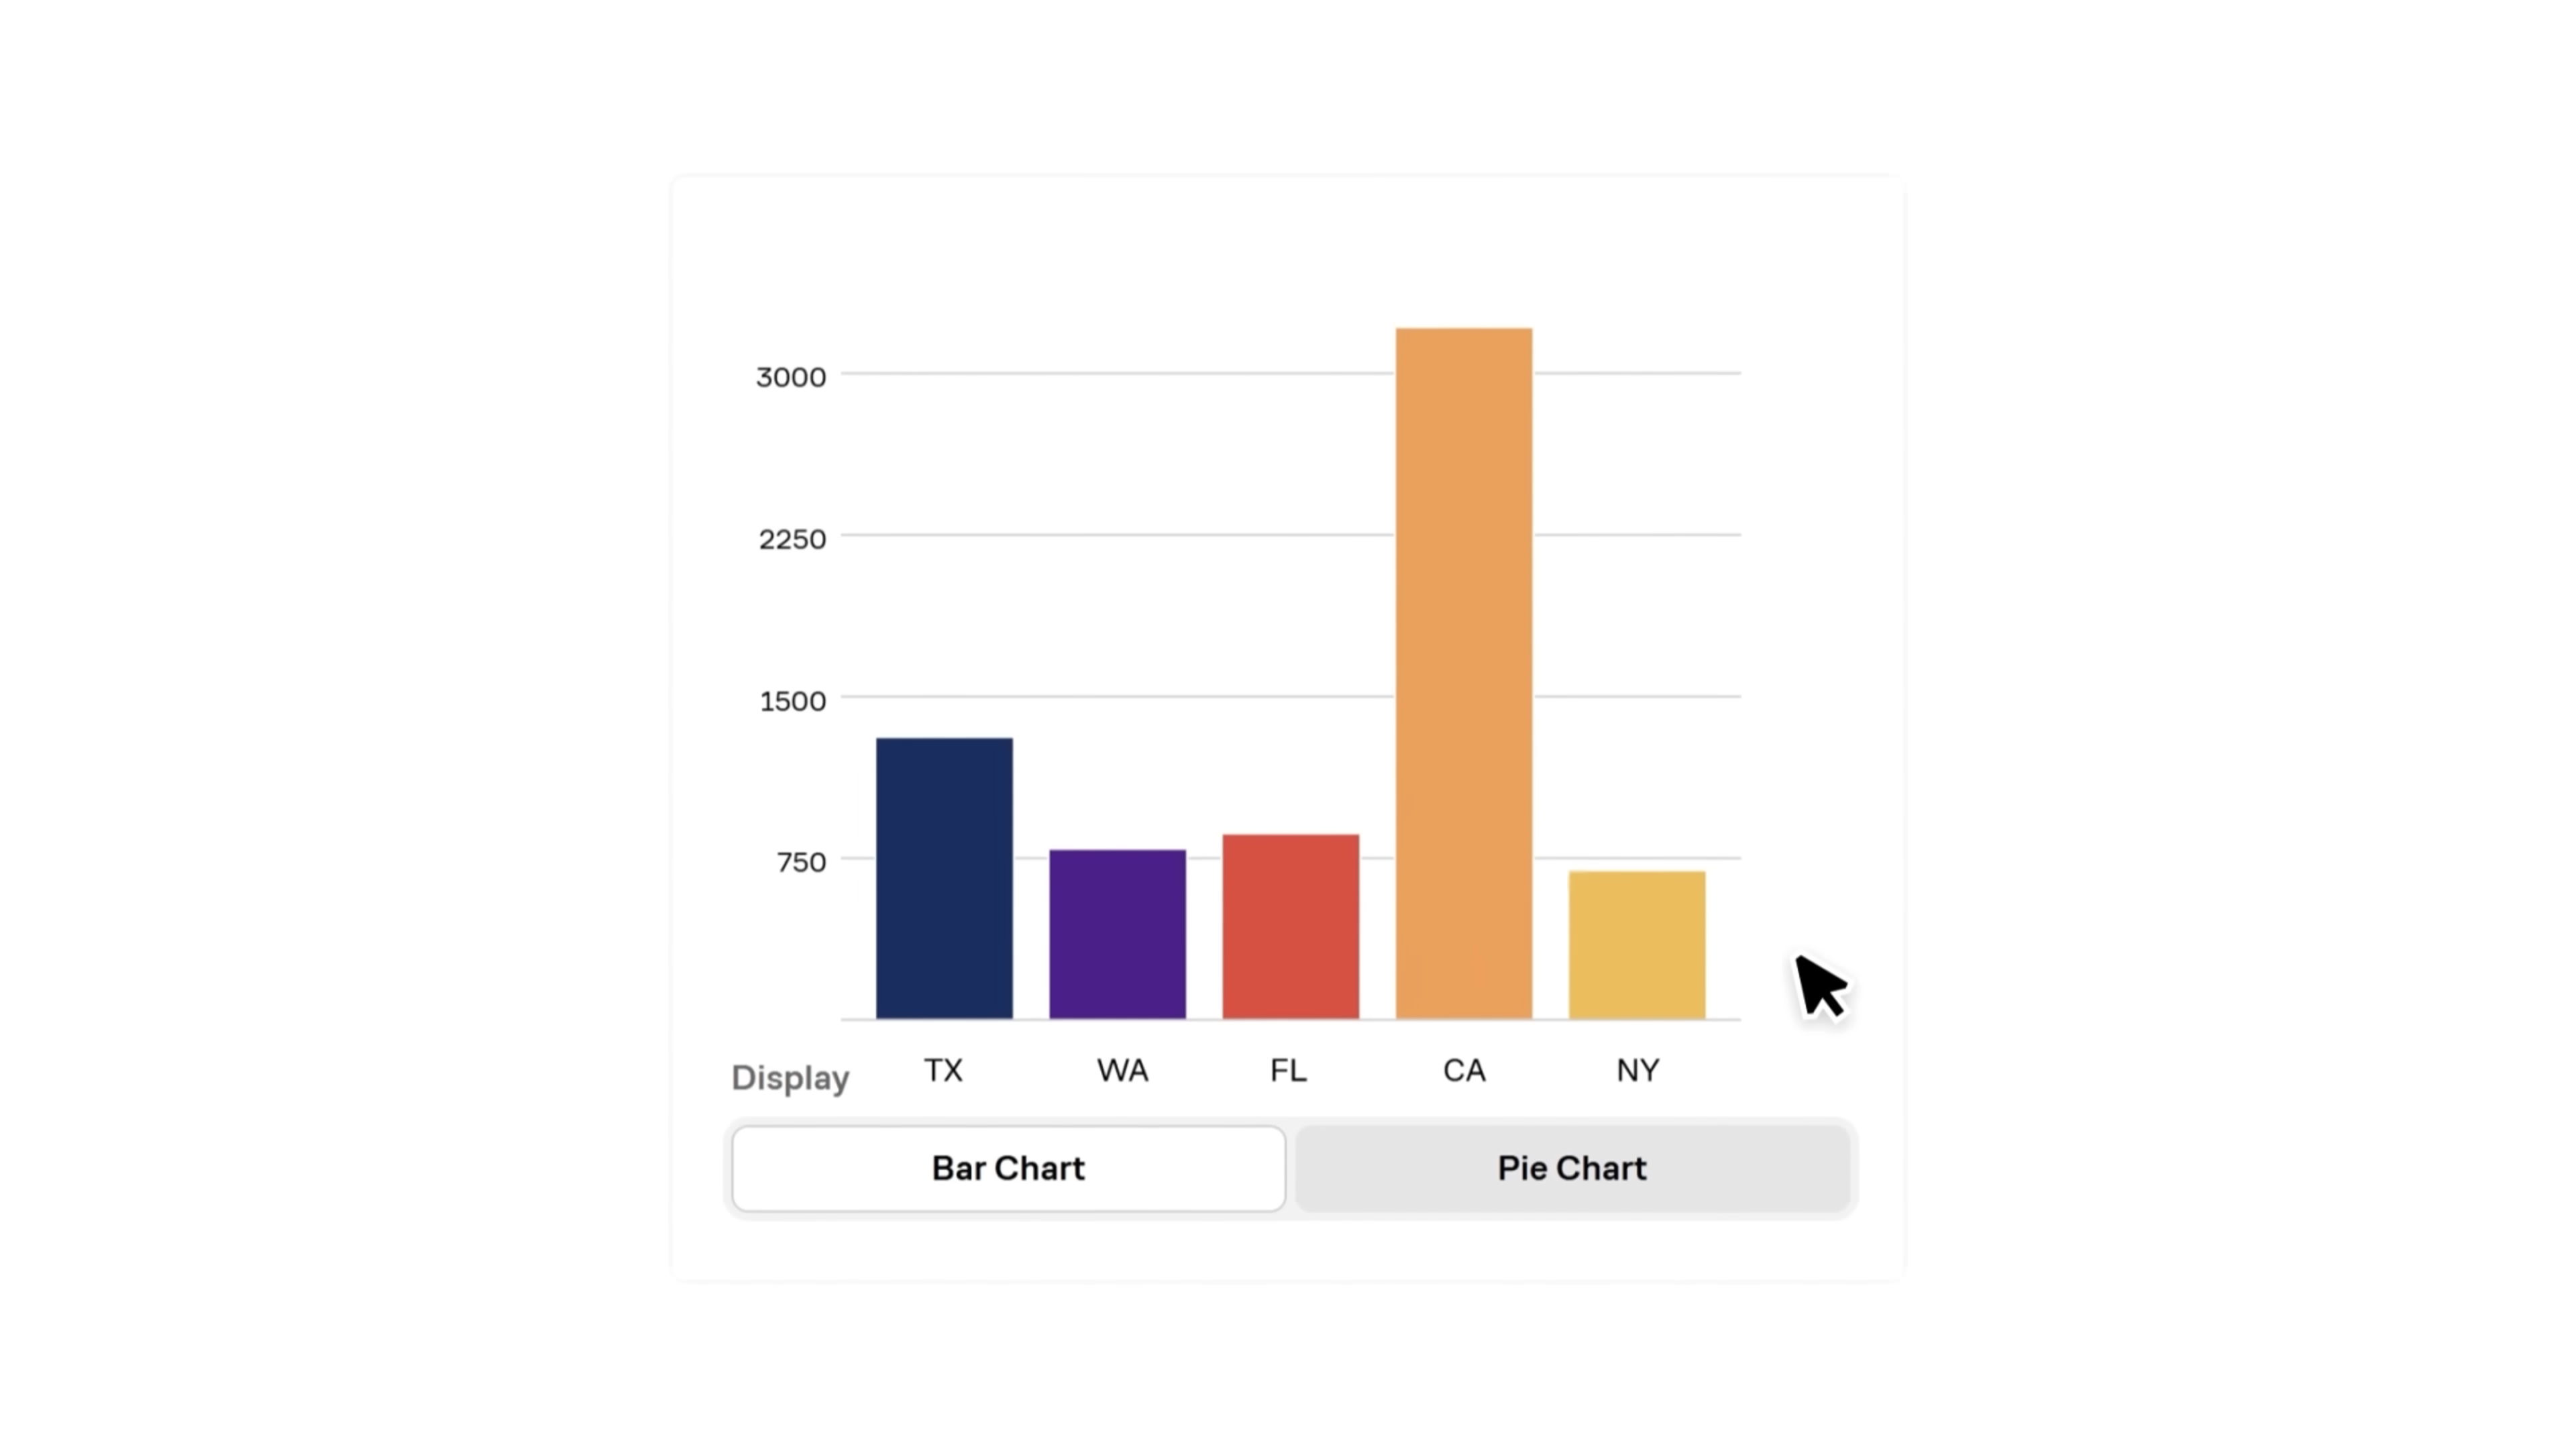 3000
2250
1500
750
TX WA FL CA NY
Display
Bar Chart Pie Chart